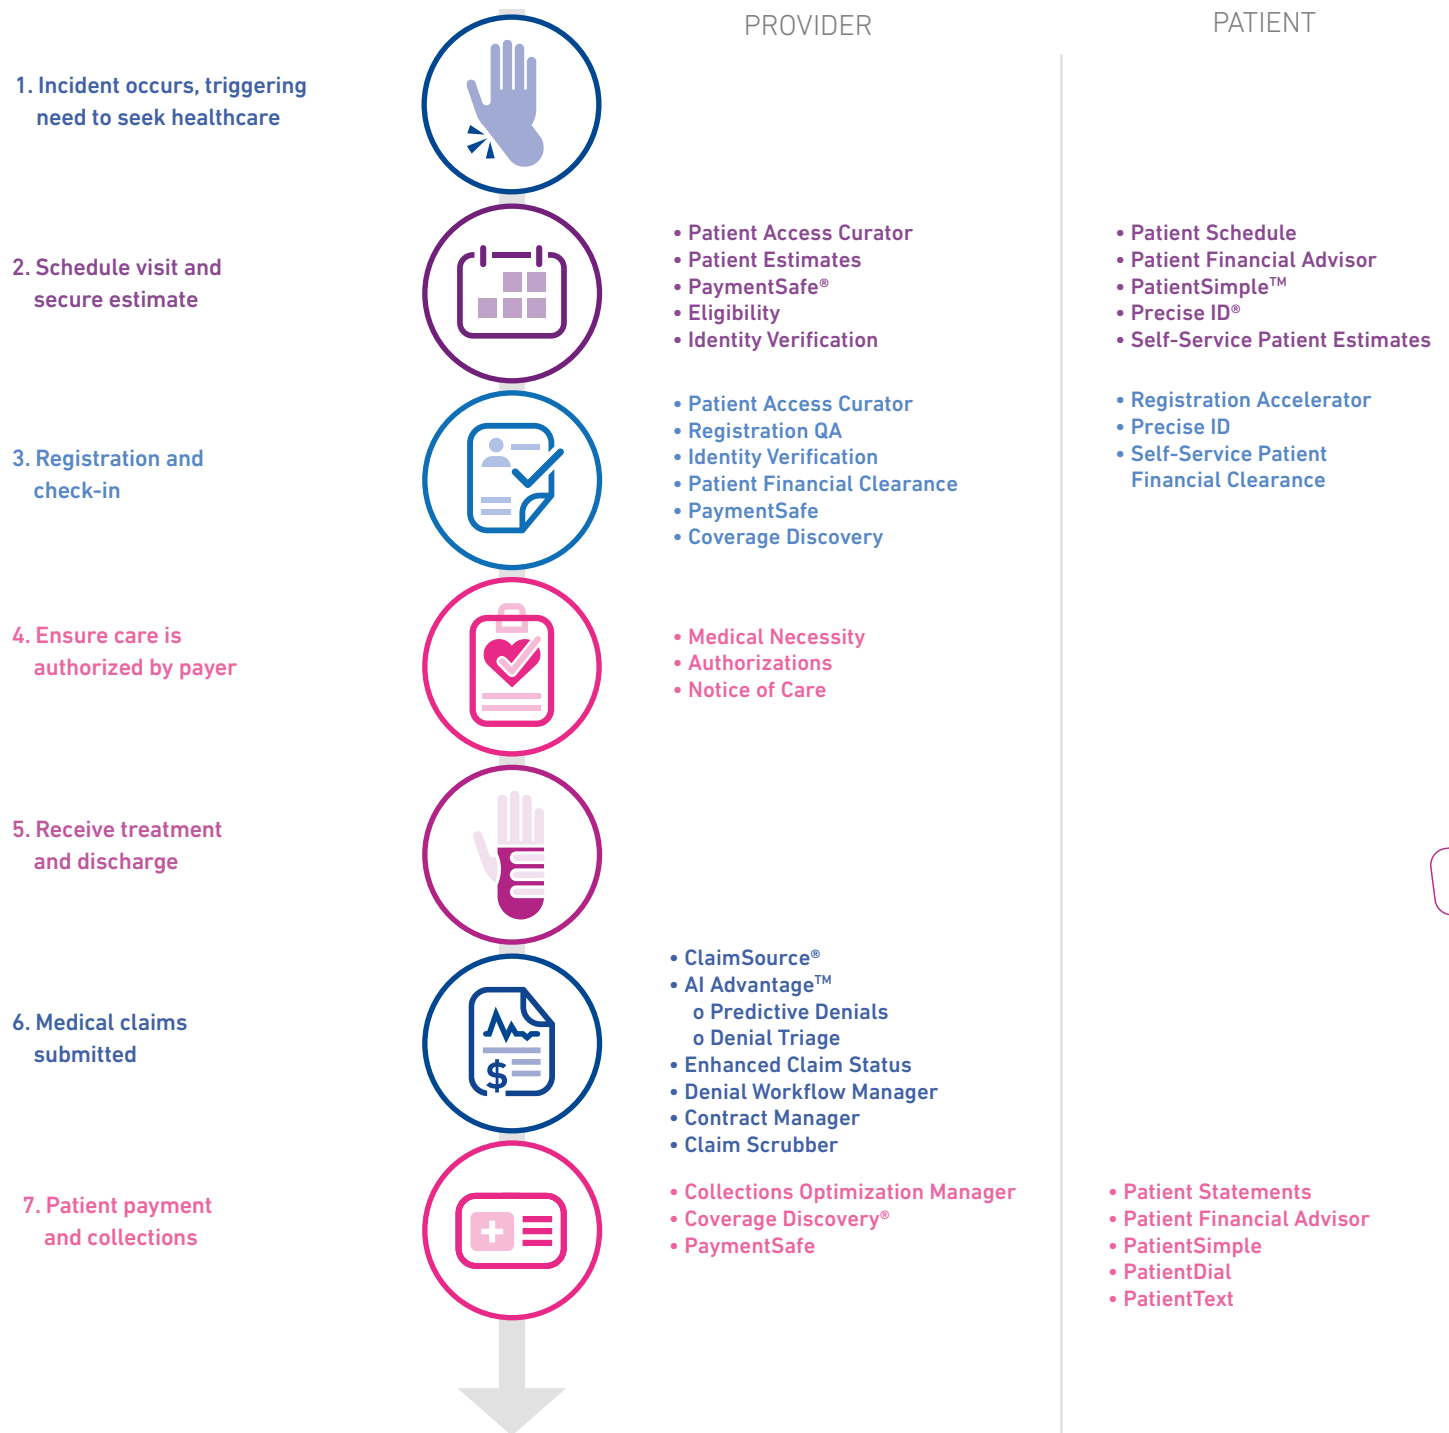 PROVIDER
PATIENT
1. Incident occurs, triggering
need to seek healthcare
2. Schedule visit and
secure estimate
• Patient Access Curator
• Patient Estimates
• PaymentSafe®
• Eligibility
• Identity Verification
• Patient Schedule
• Patient Financial Advisor
• PatientSimple™
• Precise ID®
• Self-Service Patient Estimates
3. Registration and
check-in
• Patient Access Curator
• Registration QA
• Identity Verification
• Patient Financial Clearance
• PaymentSafe
• Coverage Discovery
• Registration Accelerator
• Precise ID
• Self-Service Patient
Financial Clearance
4. Ensure care is
authorized by payer
• Medical Necessity
• Authorizations
• Notice of Care
5. Receive treatment
and discharge
6. Medical claims
submitted
$
• ClaimSource®
• AI Advantage™
o Predictive Denials
o Denial Triage
• Enhanced Claim Status
• Denial Workflow Manager
• Contract Manager
• Claim Scrubber
7. Patient payment
and collections
• Collections Optimization Manager
• Coverage Discovery®
• PaymentSafe
• Patient Statements
• Patient Financial Advisor
• PatientSimple
• PatientDial
• PatientText